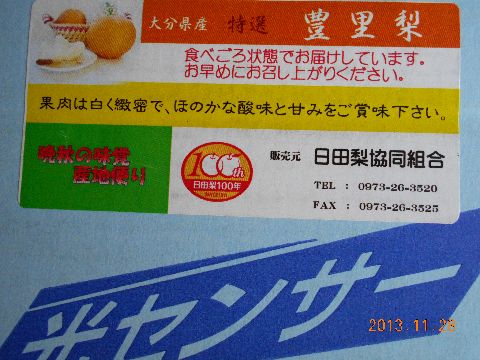 大分県産 特選 豊里梨
食べごろ状態でお届けしています。
お早めにお召し上がりください。
果肉は白く緻密で、ほのかな酸味と甘みをご賞味下さい。
晩秋の味覚
産地便り
100th
日田梨100年
販売元 日田梨協同組合
TEL : 0973-26-3520
FAX : 0973-26-3525
光センサー
2013.11.28